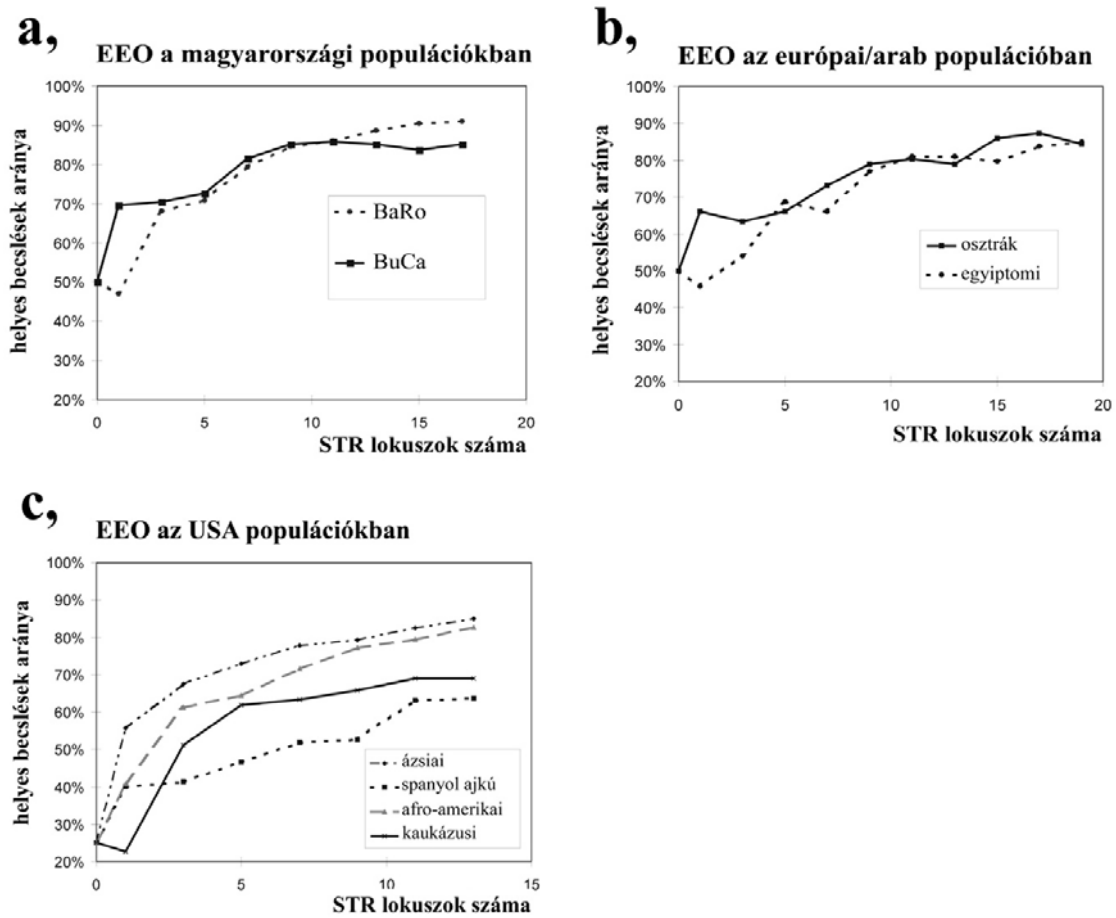 a,
EEO a magyarországi populációkban
helyes becslések aránya
100%
90%
80%
70%
60%
50%
40%
30%
20%
0
5
10
15
20
STR lokuszok száma
BaRo
BuCa
b,
EEO az európai/arab populációban
helyes becslések aránya
100%
90%
80%
70%
60%
50%
40%
30%
20%
0
5
10
15
20
STR lokuszok száma
osztrák
egyiptomi
c,
EEO az USA populációkban
helyes becslések aránya
100%
90%
80%
70%
60%
50%
40%
30%
20%
0
5
10
15
STR lokuszok száma
ázsiai
spanyol ajkú
afro-amerikai
kaukázusi